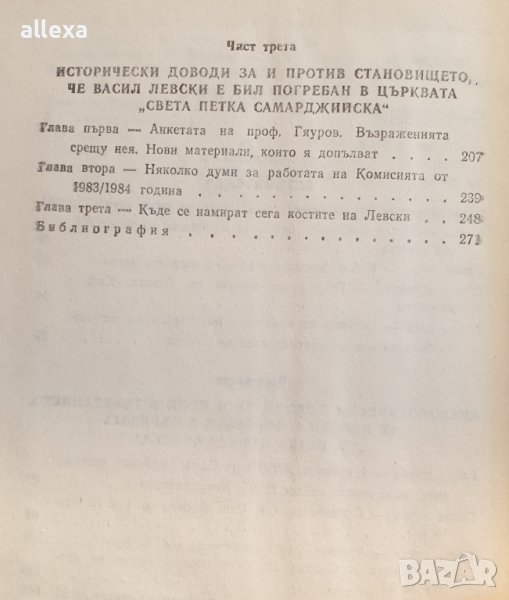 allexa
Част трета
ИСТОРИЧЕСКИ ДОВОДИ ЗА И ПРОТИВ СТАНОВИЩЕТО,
ЧЕ ВАСИЛ ЛЕВСКИ Е БИЛ ПОГРЕБАН В ЦЪРКВАТА
„СВЕТА ПЕТКА САМАРДЖИЙСКА"
Глава първа — Анкетата на проф. Гяуров. Възраженията
срещу нея. Нови материали, които я допълват . . . . 207
Глава втора — Няколко думи за работата на Комисията от
1983/1984 година . . . . . . . . . . . 239
Глава трета — Къде се намират сега костите на Левски . . 248
Библиография . . . . . . . . . . . . 271
BAZAR